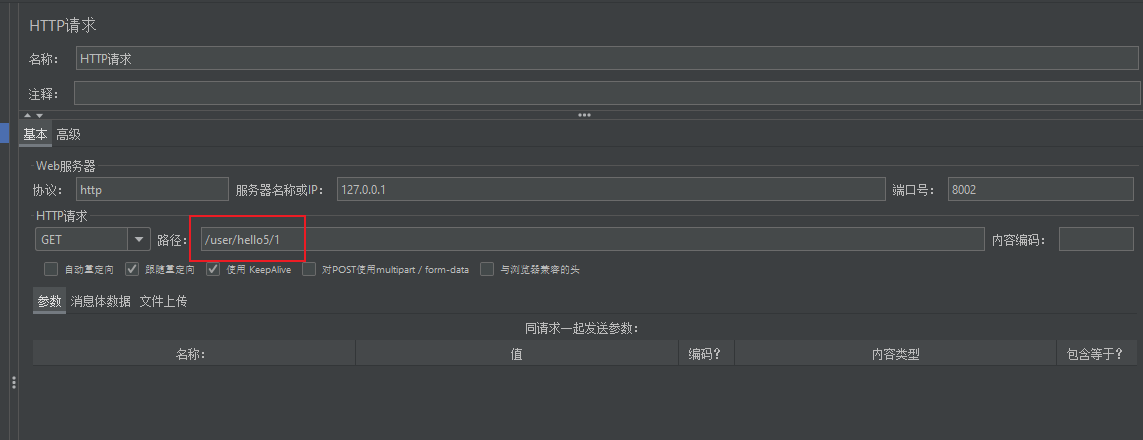 HTTP请求
名称： HTTP请求
注释：
基本 高级
Web服务器
协议： http 服务器名称或IP： 127.0.0.1 端口号： 8002
HTTP请求
GET 路径： /user/hello5/1 内容编码：
自动重定向 跟随重定向 使用 KeepAlive 对POST使用multipart / form-data 与浏览器兼容的头
参数 消息体数据 文件上传
同请求一起发送参数：
名称： 值 编码？ 内容类型 包含等于？